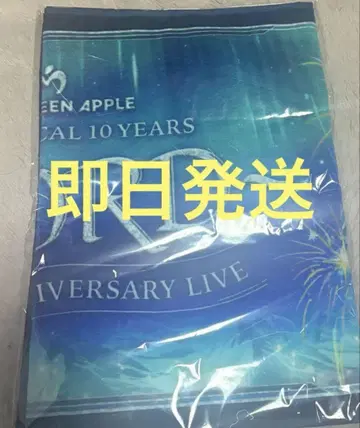 EEN APPLE
CAL 10 YEARS
即日発送
IVERSARY LIVE